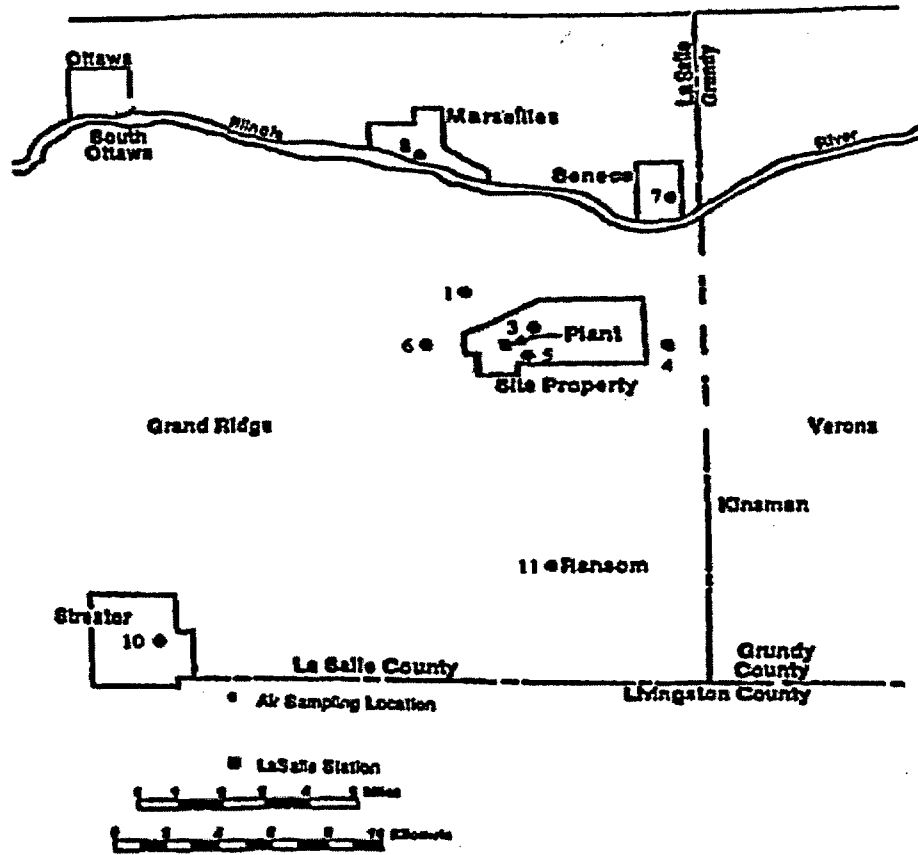 Ottawa
South
Ottawa
Illinois
Marseilles
8
Seneca
7
La Salle
Grundy
River
1
3
Plant
6
5
4
Site Property
Grand Ridge
Verona
Kinsman
11 Ransom
Streator
10
La Salle County
Grundy
County
Livingston County
Air Sampling Location
LaSalle Station
Miles
Kilometers